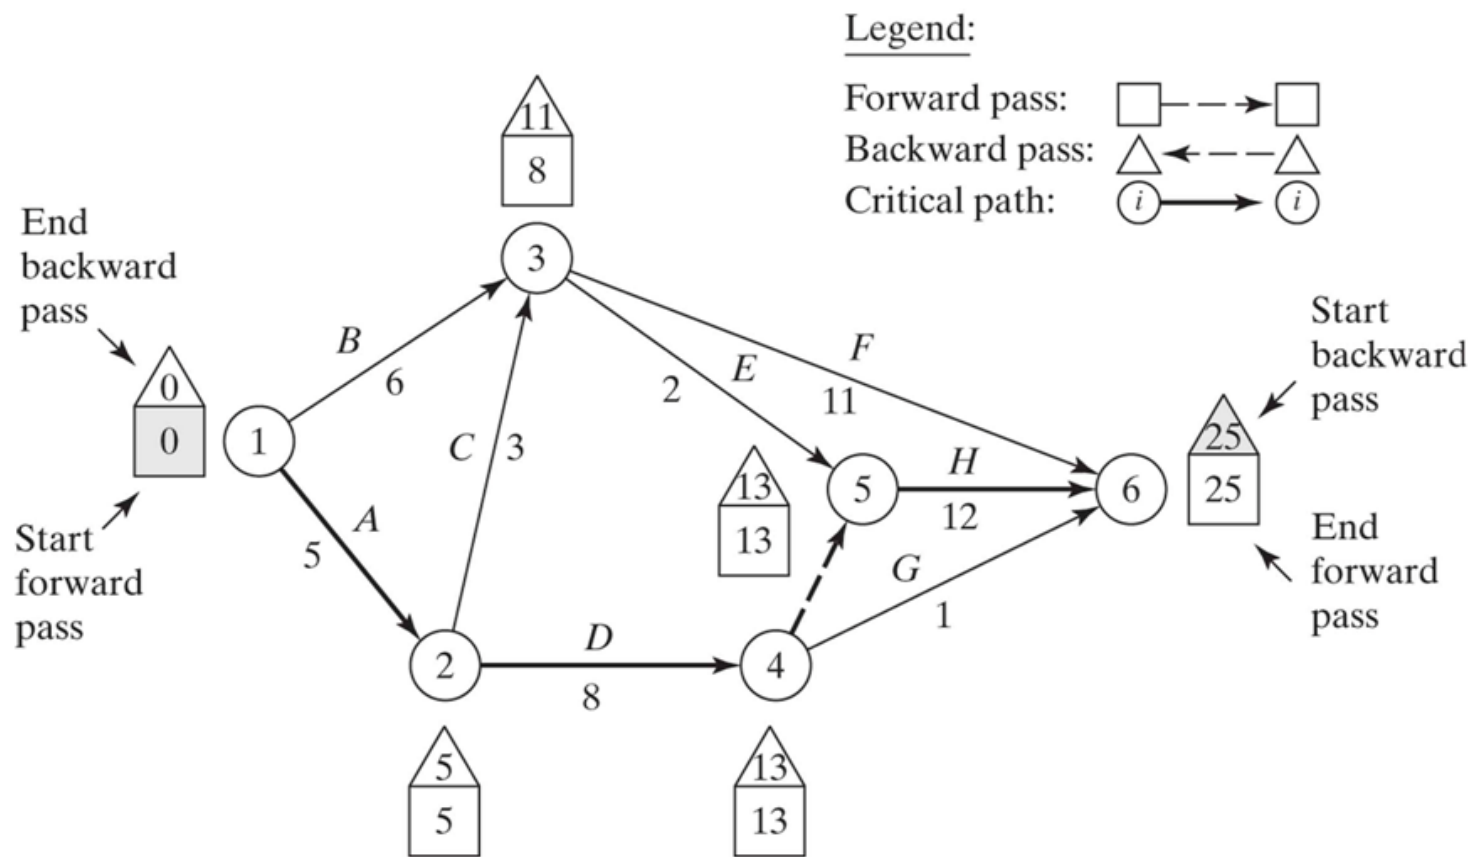 Legend:
Forward pass:
Backward pass:
Critical path:
i
i
11
8
3
End
backward
pass
0
0
1
Start
forward
pass
B
6
C
3
A
5
E
2
F
11
13
13
5
H
12
6
25
25
Start
backward
pass
End
forward
pass
G
1
2
D
8
4
5
5
13
13